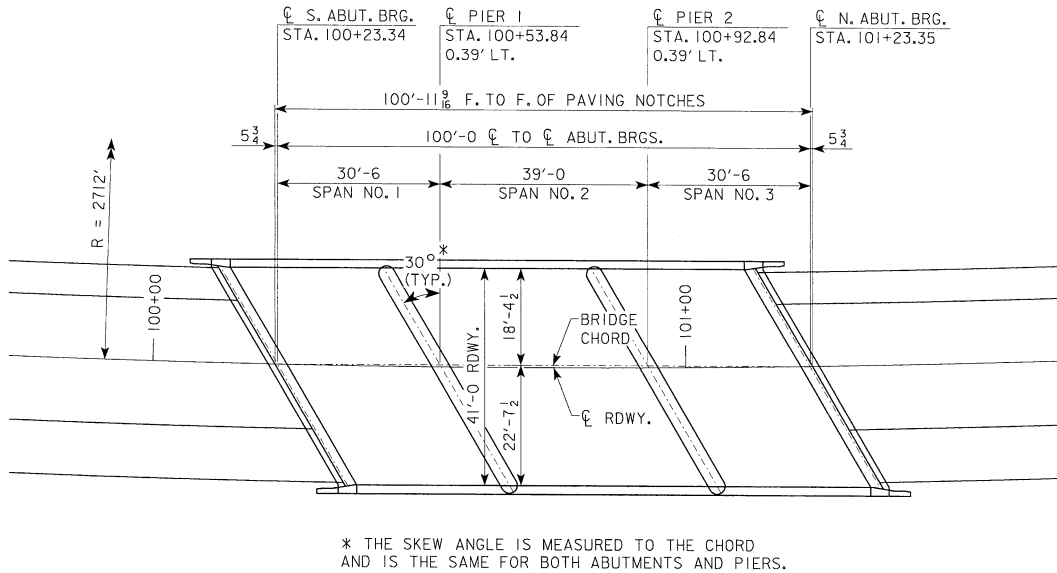 ℄ S. ABUT. BRG.
STA. 100+23.34
℄ PIER 1
STA. 100+53.84
0.39' LT.
℄ PIER 2
STA. 100+92.84
0.39' LT.
℄ N. ABUT. BRG.
STA. 101+23.35
100'-11 9/16 F. TO F. OF PAVING NOTCHES
5 3/4
100'-0 ℄ TO ℄ ABUT. BRGS.
5 3/4
30'-6
SPAN NO. 1
39'-0
SPAN NO. 2
30'-6
SPAN NO. 3
R = 2712'
30° *
(TYP.)
100+00
41'-0 RDWY.
18'-4 1/2
22'-7 1/2
BRIDGE
CHORD
℄ RDWY.
101+00
* THE SKEW ANGLE IS MEASURED TO THE CHORD
AND IS THE SAME FOR BOTH ABUTMENTS AND PIERS.